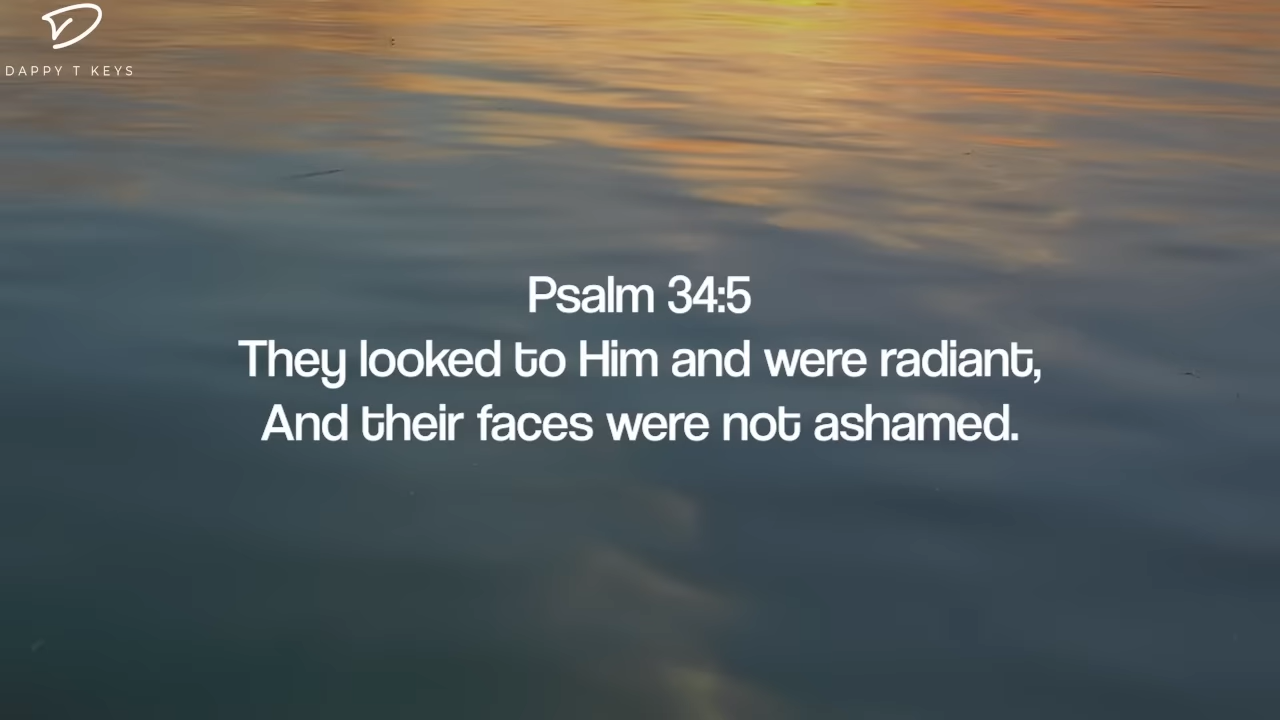 DAPPY T KEYS
Psalm 34:5
They looked to Him and were radiant,
And their faces were not ashamed.